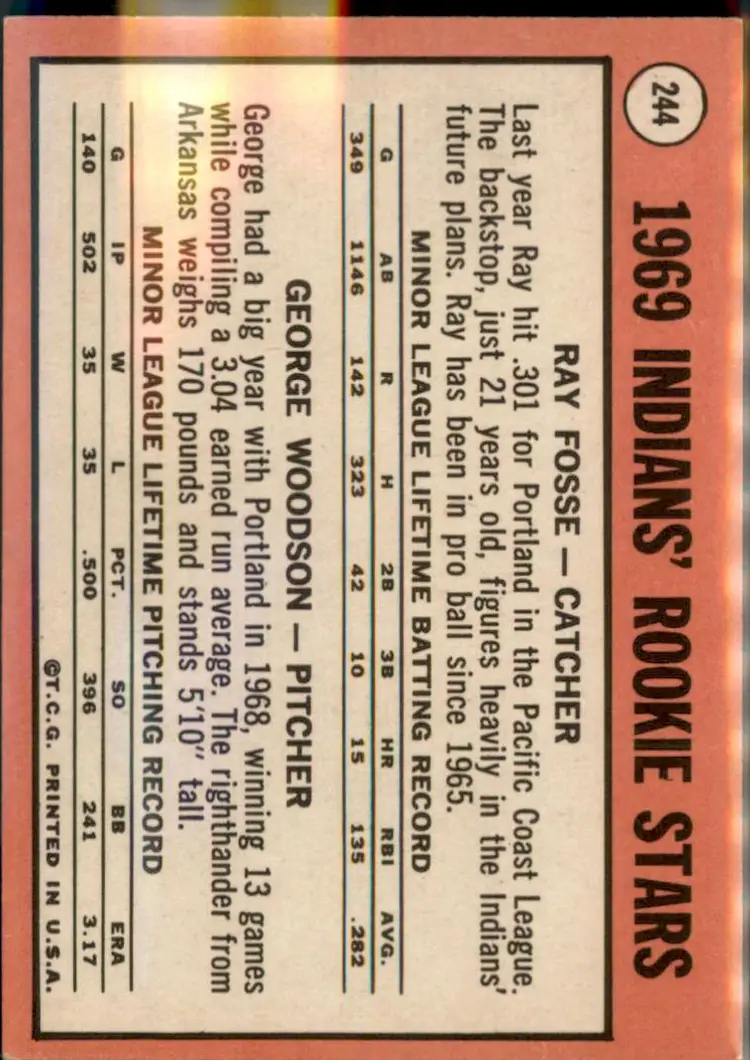 244
1969 INDIANS' ROOKIE STARS
RAY FOSSE — CATCHER
Last year Ray hit .301 for Portland in the Pacific Coast League.
The backstop, just 21 years old, figures heavily in the Indians'
future plans. Ray has been in pro ball since 1965.
MINOR LEAGUE LIFETIME BATTING RECORD
G AB R H 2B 3B HR RBI AVG.
349 1146 142 323 42 10 15 135 .282
GEORGE WOODSON — PITCHER
George had a big year with Portland in 1968, winning 13 games
while compiling a 3.04 earned run average. The righthander from
Arkansas weighs 170 pounds and stands 5'10" tall.
MINOR LEAGUE LIFETIME PITCHING RECORD
G IP W L PCT. SO BB ERA
140 502 35 35 .500 396 241 3.17
©T.C.G. PRINTED IN U.S.A.